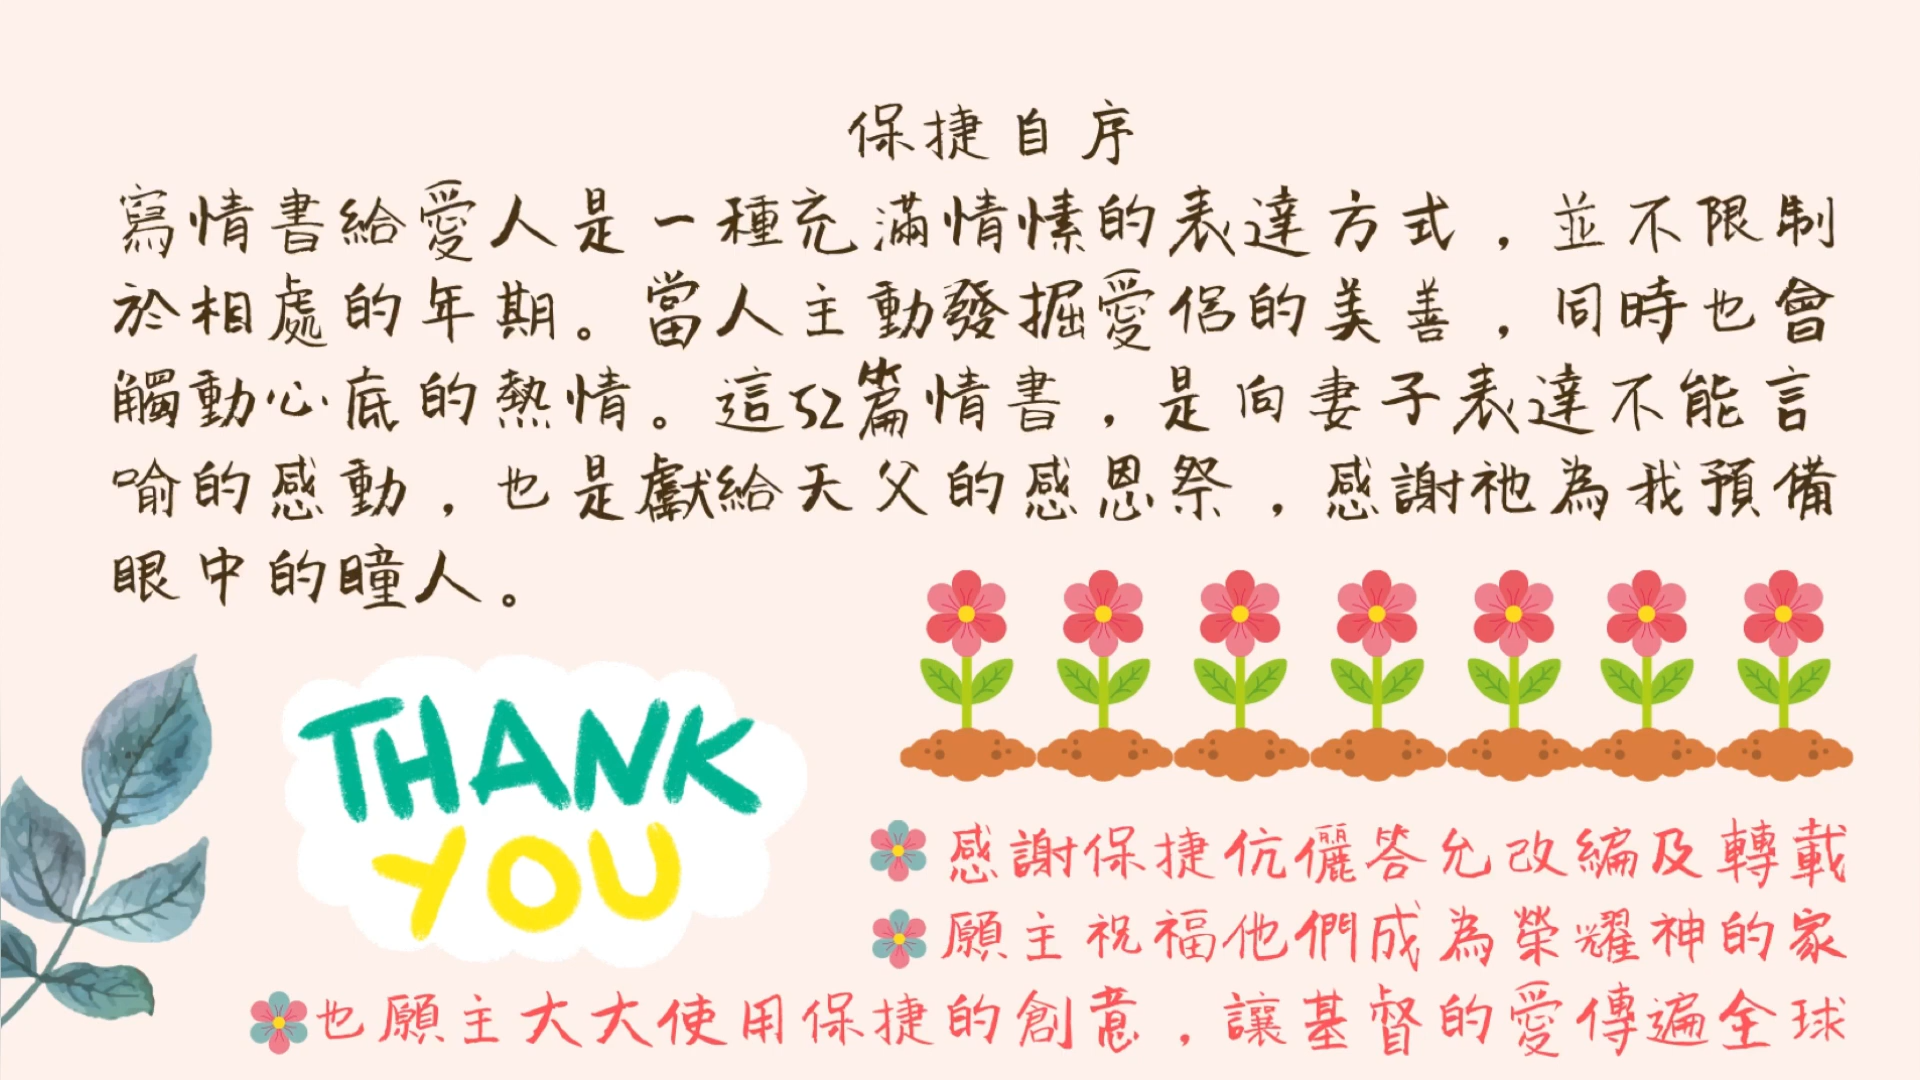 保捷自序
寫情書給愛人是一種充滿情愫的表達方式，並不限制
於相處的年期。當人主動發掘愛侶的美善，同時也會
觸動心底的熱情。這52篇情書，是向妻子表達不能言
喻的感動，也是獻給天父的感恩祭，感謝祂為我預備
眼中的瞳人。
THANK
YOU
感謝保捷伉儷答允改編及轉載
願主祝福他們成為榮耀神的家
也願主大大使用保捷的創意，讓基督的愛傳遍全球